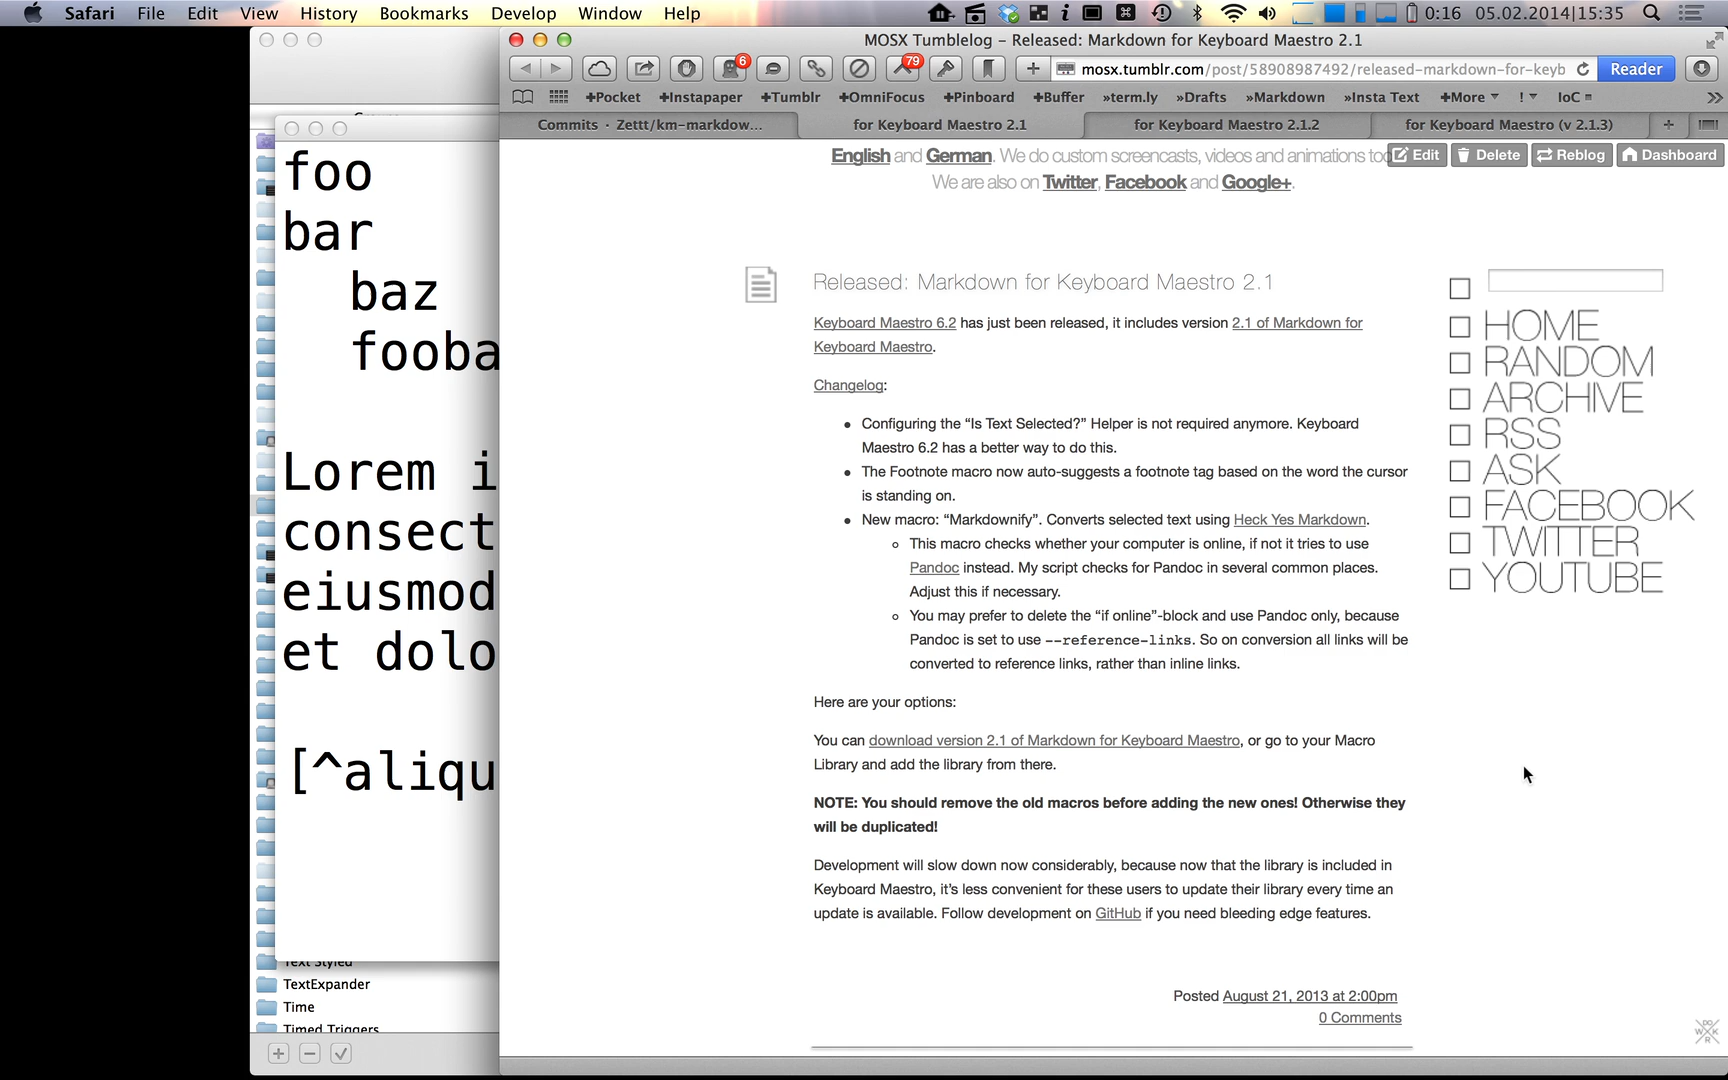 Safari File Edit View History Bookmarks Develop Window Help 0:16 05.02.2014|15:35
MOSX Tumblelog – Released: Markdown for Keyboard Maestro 2.1
6 79 mosx.tumblr.com/post/58908987492/released-markdown-for-keyb Reader
+Pocket +Instapaper +Tumblr +OmniFocus +Pinboard +Buffer »term.ly »Drafts »Markdown »Insta Text +More ! IoC
Commits · Zettt/km-markdow... for Keyboard Maestro 2.1 for Keyboard Maestro 2.1.2 for Keyboard Maestro (v 2.1.3)
English and German. We do custom screencasts, videos and animations too
We are also on Twitter, Facebook and Google+.
Edit Delete Reblog Dashboard
foo
bar
baz
fooba
Lorem i
consect
eiusmod
et dolo
[^aliqu
Text Styled
TextExpander
Time
Timed Triggers
Released: Markdown for Keyboard Maestro 2.1
Keyboard Maestro 6.2 has just been released, it includes version 2.1 of Markdown for
Keyboard Maestro.
Changelog:
• Configuring the “Is Text Selected?” Helper is not required anymore. Keyboard
Maestro 6.2 has a better way to do this.
• The Footnote macro now auto-suggests a footnote tag based on the word the cursor
is standing on.
• New macro: “Markdownify”. Converts selected text using Heck Yes Markdown.
◦ This macro checks whether your computer is online, if not it tries to use
Pandoc instead. My script checks for Pandoc in several common places.
Adjust this if necessary.
◦ You may prefer to delete the “if online”-block and use Pandoc only, because
Pandoc is set to use --reference-links. So on conversion all links will be
converted to reference links, rather than inline links.
Here are your options:
You can download version 2.1 of Markdown for Keyboard Maestro, or go to your Macro
Library and add the library from there.
NOTE: You should remove the old macros before adding the new ones! Otherwise they
will be duplicated!
Development will slow down now considerably, because now that the library is included in
Keyboard Maestro, it’s less convenient for these users to update their library every time an
update is available. Follow development on GitHub if you need bleeding edge features.
Posted August 21, 2013 at 2:00pm
0 Comments
HOME
RANDOM
ARCHIVE
RSS
ASK
FACEBOOK
TWITTER
YOUTUBE